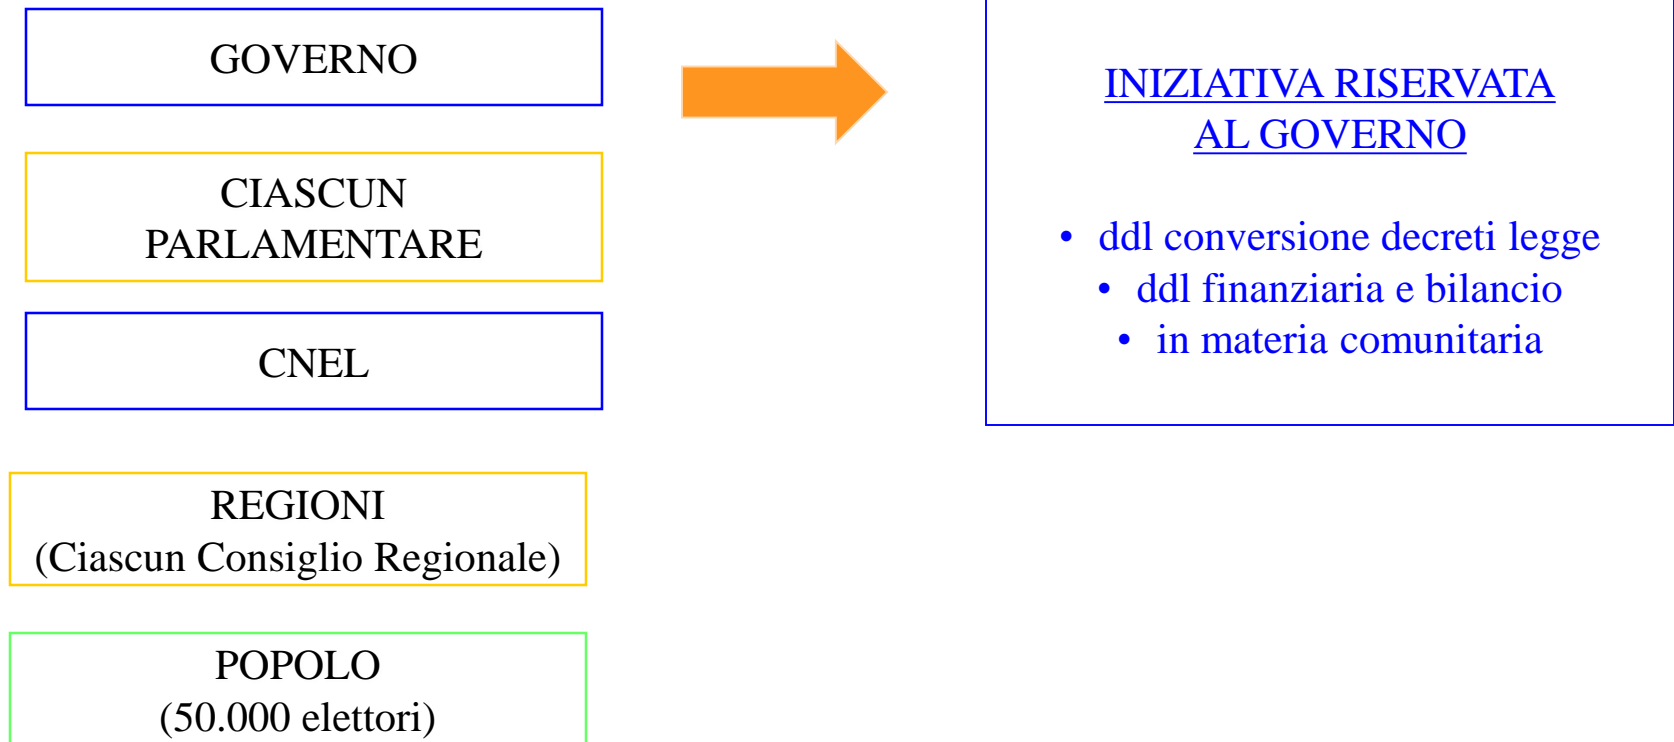 GOVERNO
CIASCUN
PARLAMENTARE
CNEL
REGIONI
(Ciascun Consiglio Regionale)
POPOLO
(50.000 elettori)
INIZIATIVA RISERVATA
AL GOVERNO
• ddl conversione decreti legge
• ddl finanziaria e bilancio
• in materia comunitaria